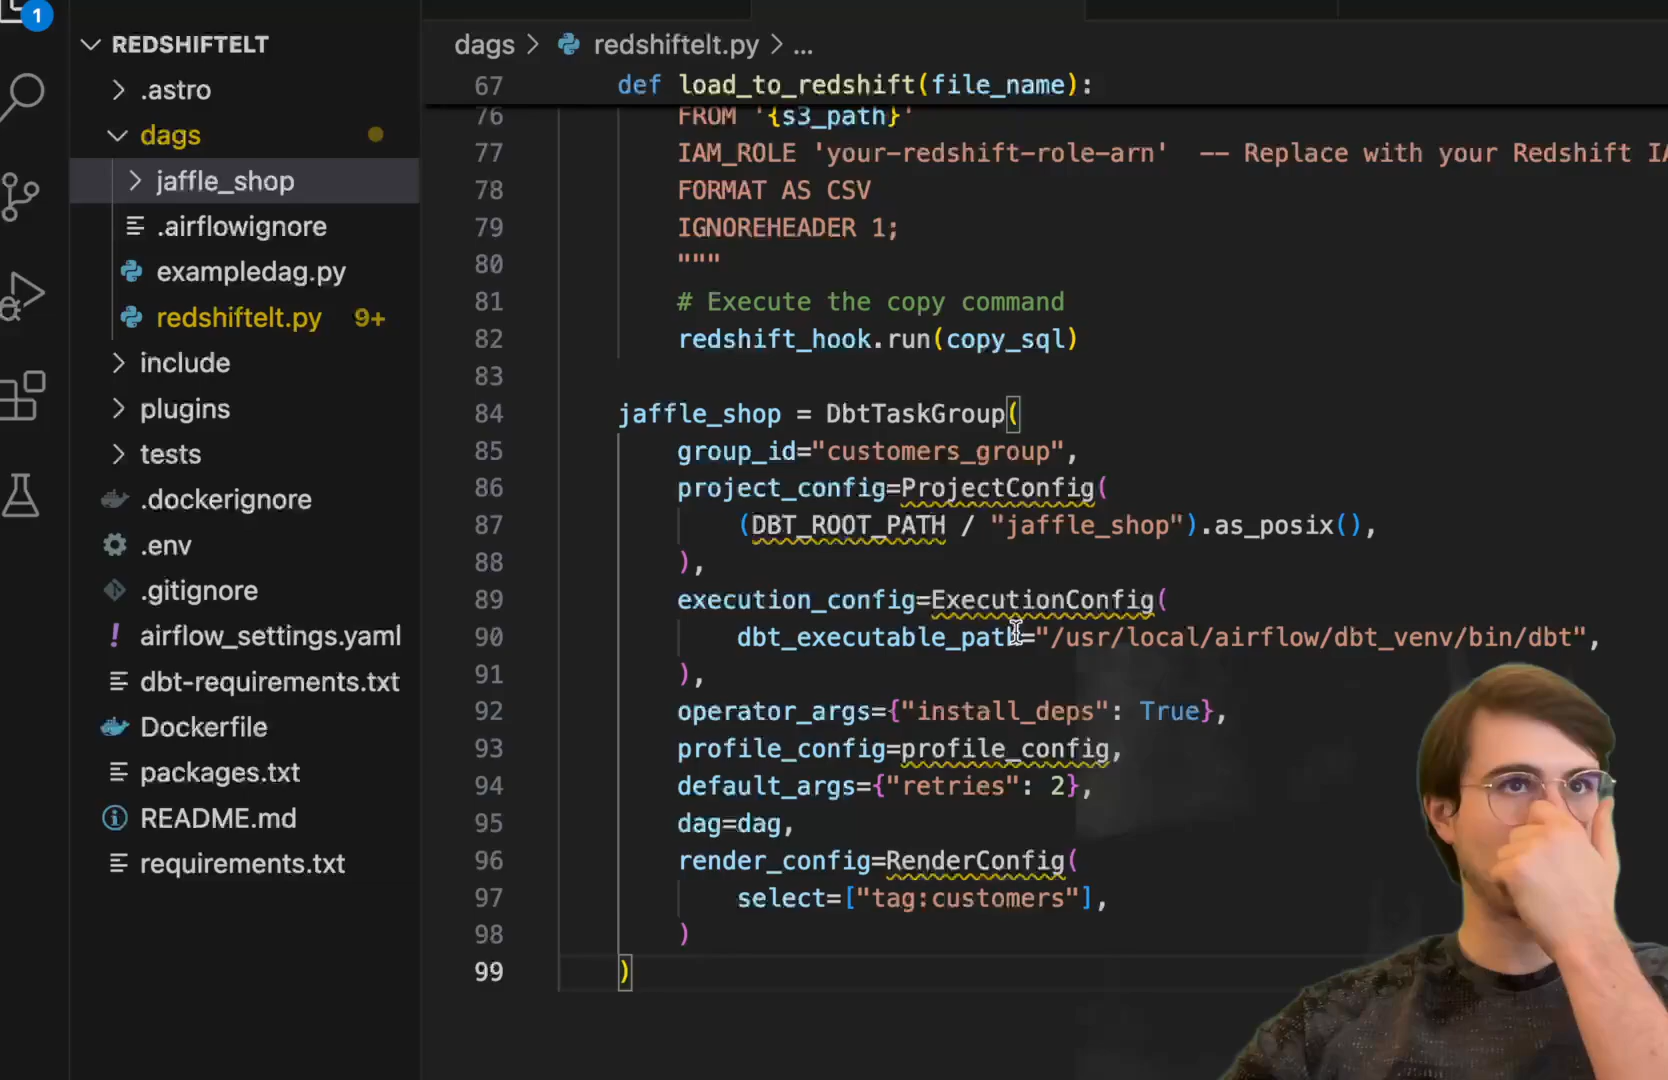 1
REDSHIFTELT
.astro
dags
jaffle_shop
.airflowignore
exampledag.py
redshiftelt.py 9+
include
plugins
tests
.dockerignore
.env
.gitignore
airflow_settings.yaml
dbt-requirements.txt
Dockerfile
packages.txt
README.md
requirements.txt
dags > redshiftelt.py > ...
67 def load_to_redshift(file_name):
76 FROM '{s3_path}'
77 IAM_ROLE 'your-redshift-role-arn' -- Replace with your Redshift
78 FORMAT AS CSV
79 IGNOREHEADER 1;
80 """
81 # Execute the copy command
82 redshift_hook.run(copy_sql)
83
84 jaffle_shop = DbtTaskGroup(
85 group_id="customers_group",
86 project_config=ProjectConfig(
87 (DBT_ROOT_PATH / "jaffle_shop").as_posix(),
88 ),
89 execution_config=ExecutionConfig(
90 dbt_executable_path="/usr/local/airflow/dbt_venv/bin/dbt",
91 ),
92 operator_args={"install_deps": True},
93 profile_config=profile_config,
94 default_args={"retries": 2},
95 dag=dag,
96 render_config=RenderConfig(
97 select=["tag:customers"],
98 )
99 )